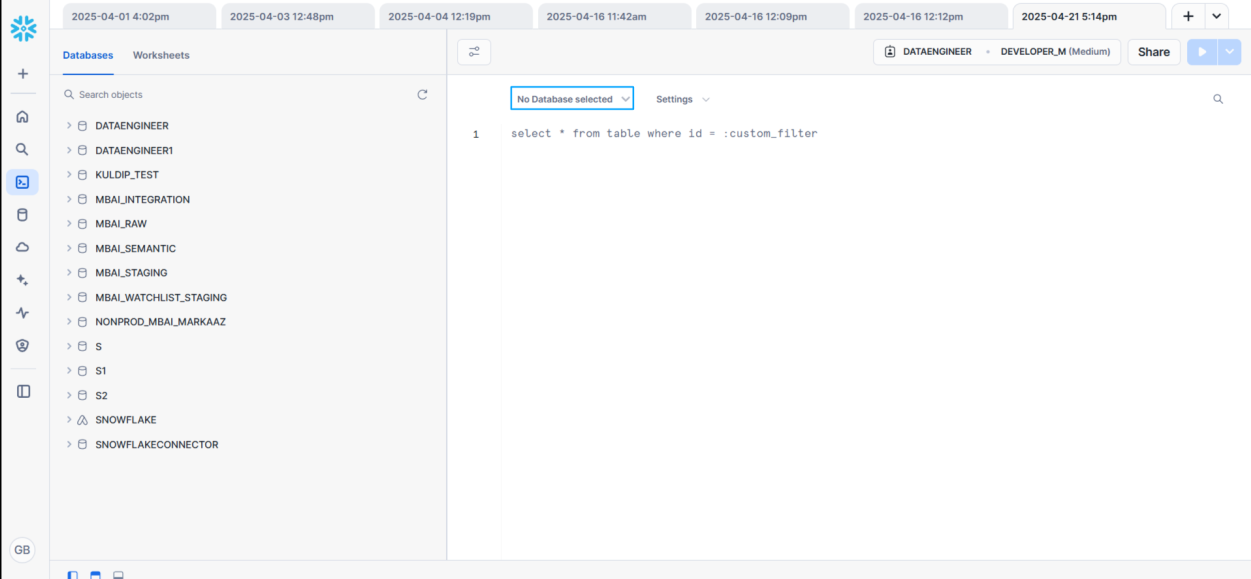 2025-04-01 4:02pm
2025-04-03 12:48pm
2025-04-04 12:19pm
2025-04-16 11:42am
2025-04-16 12:09pm
2025-04-16 12:12pm
2025-04-21 5:14pm
Databases
Worksheets
DATAENGINEER
DEVELOPER_M (Medium)
Share
Search objects
No Database selected
Settings
DATAENGINEER
DATAENGINEER1
KULDIP_TEST
MBAI_INTEGRATION
MBAI_RAW
MBAI_SEMANTIC
MBAI_STAGING
MBAI_WATCHLIST_STAGING
NONPROD_MBAI_MARKAAZ
S
S1
S2
SNOWFLAKE
SNOWFLAKECONNECTOR
1 select * from table where id = :custom_filter
GB